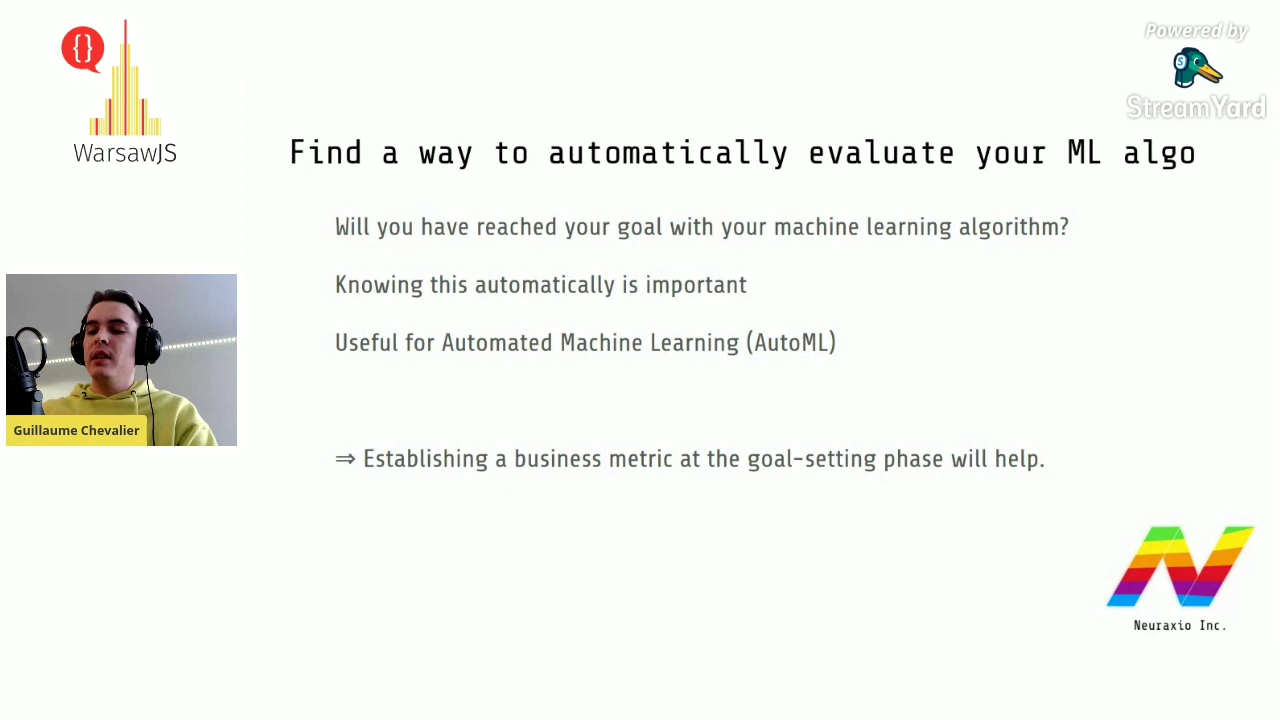 {}
WarsawJS
Powered by
S
StreamYard
Find a way to automatically evaluate your ML algo
Will you have reached your goal with your machine learning algorithm?
Knowing this automatically is important
Useful for Automated Machine Learning (AutoML)
⇒ Establishing a business metric at the goal-setting phase will help.
Guillaume Chevalier
N
Neuraxio Inc.